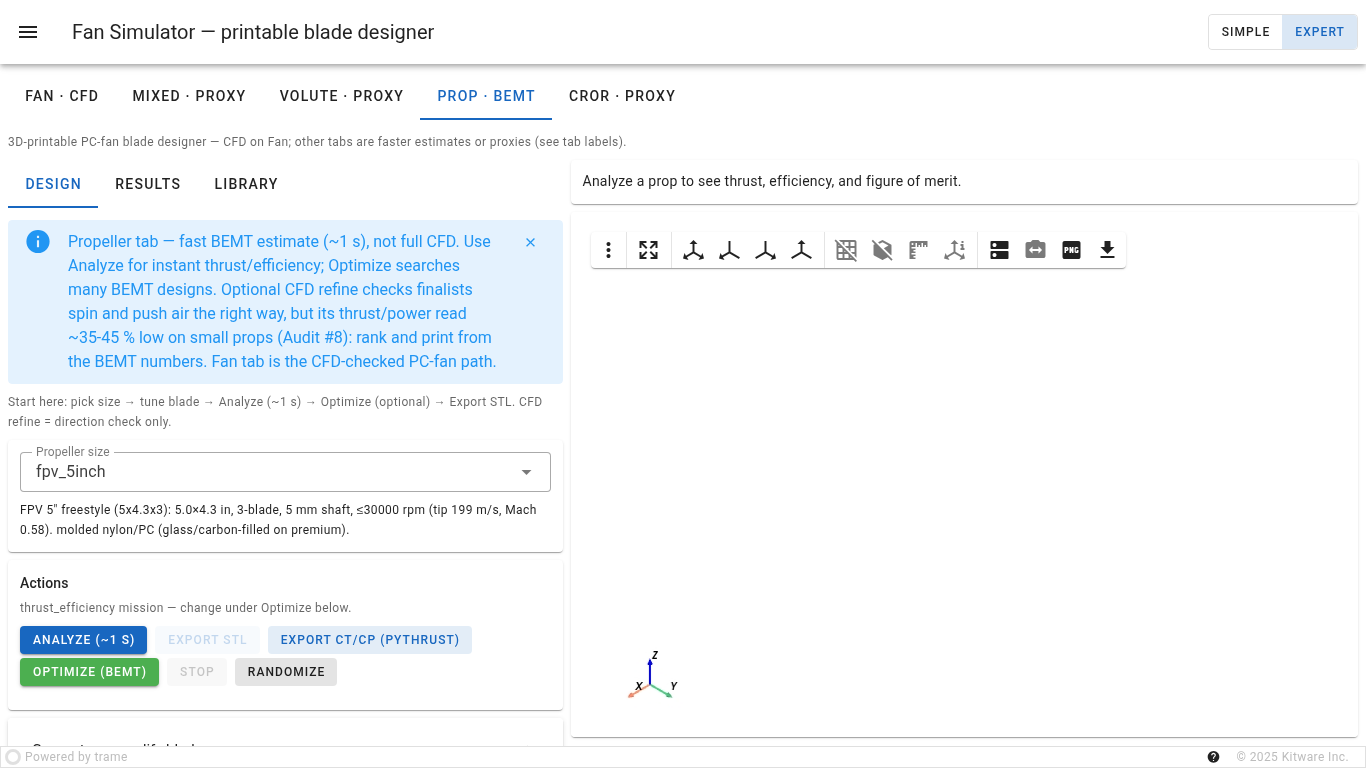 Fan Simulator — printable blade designer
SIMPLE
EXPERT
FAN · CFD
MIXED · PROXY
VOLUTE · PROXY
PROP · BEMT
CROR · PROXY
3D-printable PC-fan blade designer — CFD on Fan; other tabs are faster estimates or proxies (see tab labels).
DESIGN
RESULTS
LIBRARY
Propeller tab — fast BEMT estimate (~1 s), not full CFD. Use
Analyze for instant thrust/efficiency; Optimize searches
many BEMT designs. Optional CFD refine checks finalists
spin and push air the right way, but its thrust/power read
~35-45 % low on small props (Audit #8): rank and print from
the BEMT numbers. Fan tab is the CFD-checked PC-fan path.
Start here: pick size → tune blade → Analyze (~1 s) → Optimize (optional) → Export STL. CFD
refine = direction check only.
Propeller size
fpv_5inch
FPV 5" freestyle (5x4.3x3): 5.0×4.3 in, 3-blade, 5 mm shaft, ≤30000 rpm (tip 199 m/s, Mach
0.58). molded nylon/PC (glass/carbon-filled on premium).
Actions
thrust_efficiency mission — change under Optimize below.
ANALYZE (~1 S)
EXPORT STL
EXPORT CT/CP (PYTHRUST)
OPTIMIZE (BEMT)
STOP
RANDOMIZE
Analyze a prop to see thrust, efficiency, and figure of merit.
PNG
Z
X
Y
Powered by trame
© 2025 Kitware Inc.